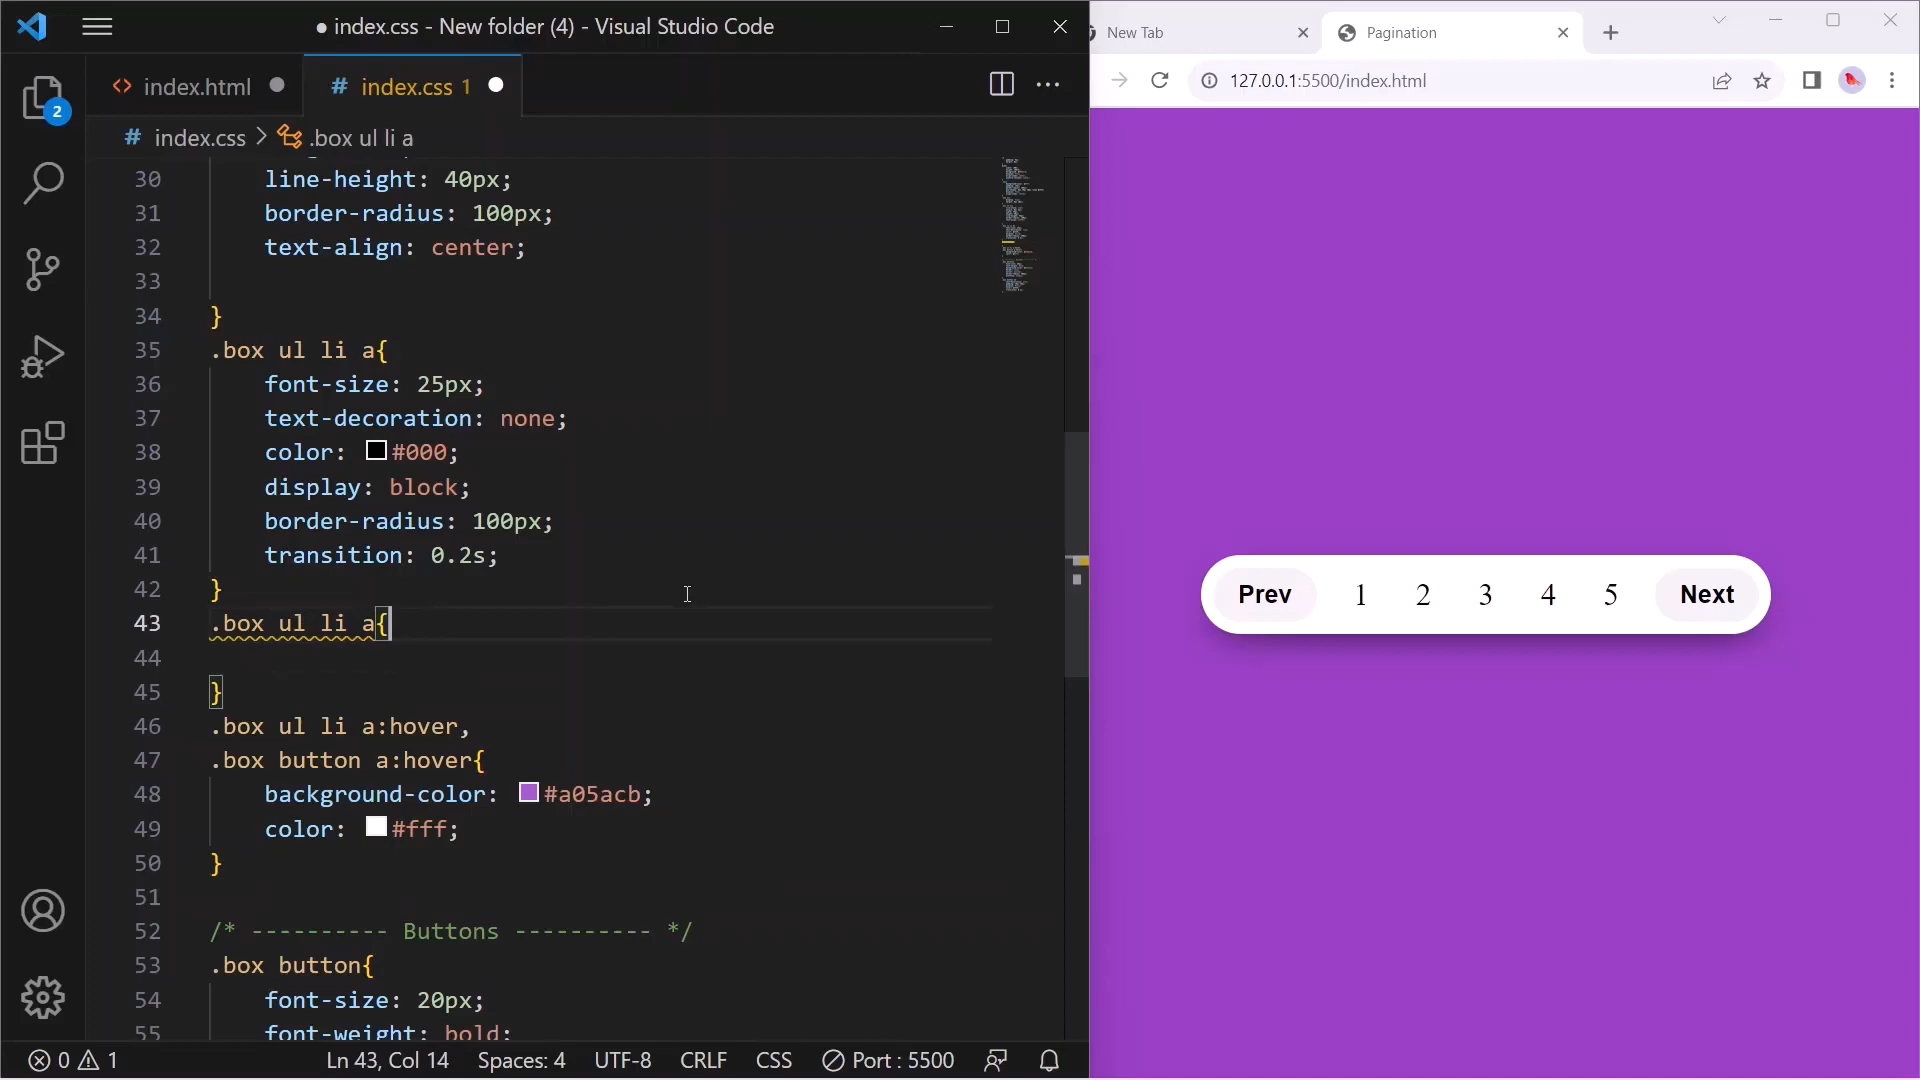 ● index.css - New folder (4) - Visual Studio Code
index.html
# index.css 1
2
# index.css > .box ul li a
30 line-height: 40px;
31 border-radius: 100px;
32 text-align: center;
33
34 }
35 .box ul li a{
36 font-size: 25px;
37 text-decoration: none;
38 color: #000;
39 display: block;
40 border-radius: 100px;
41 transition: 0.2s;
42 }
43 .box ul li a{
44
45 }
46 .box ul li a:hover,
47 .box button a:hover{
48 background-color: #a05acb;
49 color: #fff;
50 }
51
52 /* ---------- Buttons ---------- */
53 .box button{
54 font-size: 20px;
55 font-weight: bold;
0 1 Ln 43, Col 14 Spaces: 4 UTF-8 CRLF CSS Port : 5500
New Tab
Pagination
127.0.0.1:5500/index.html
Prev 1 2 3 4 5 Next